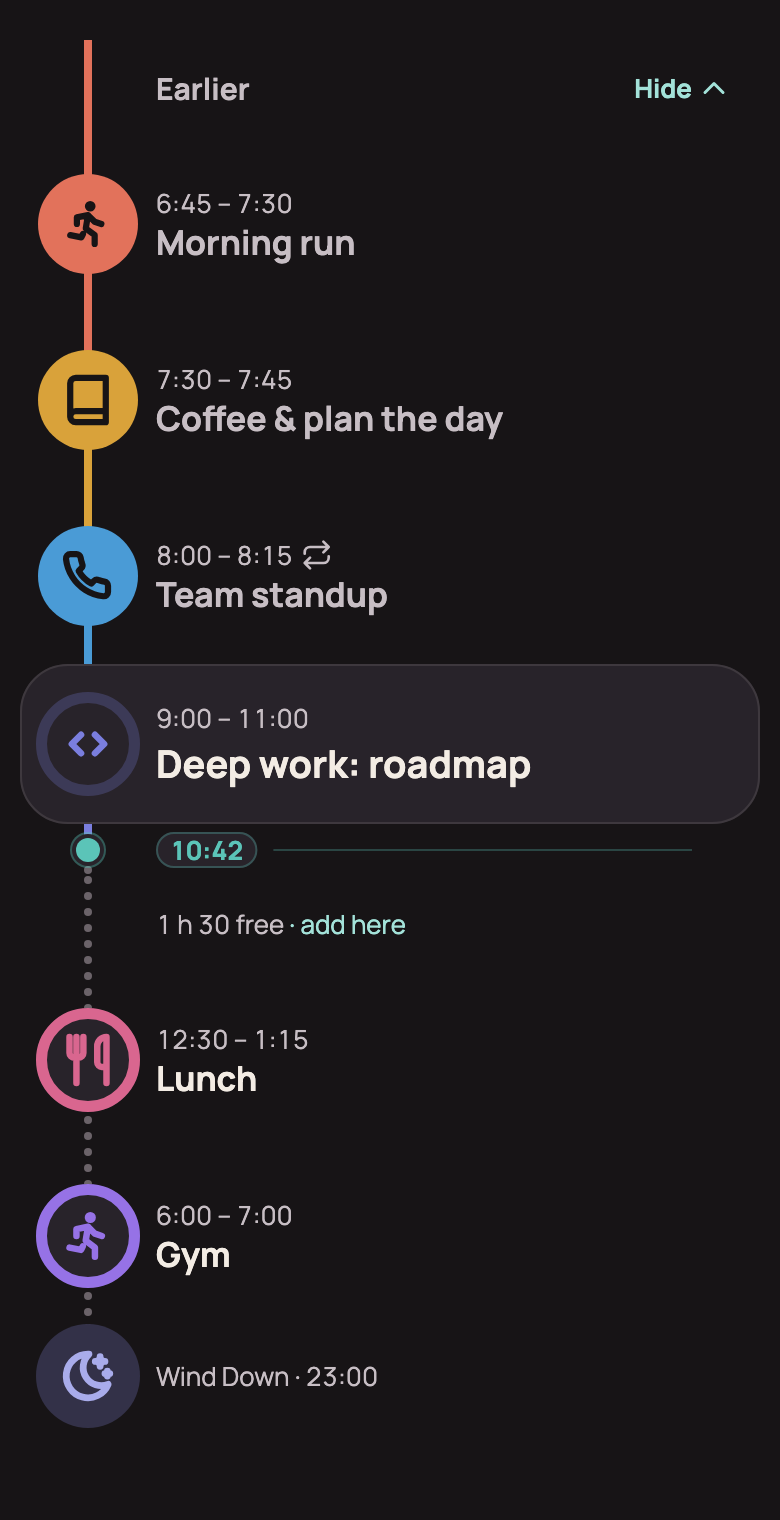 Earlier
Hide
6:45 – 7:30
Morning run
7:30 – 7:45
Coffee & plan the day
8:00 – 8:15
Team standup
9:00 – 11:00
Deep work: roadmap
10:42
1 h 30 free · add here
12:30 – 1:15
Lunch
6:00 – 7:00
Gym
Wind Down · 23:00